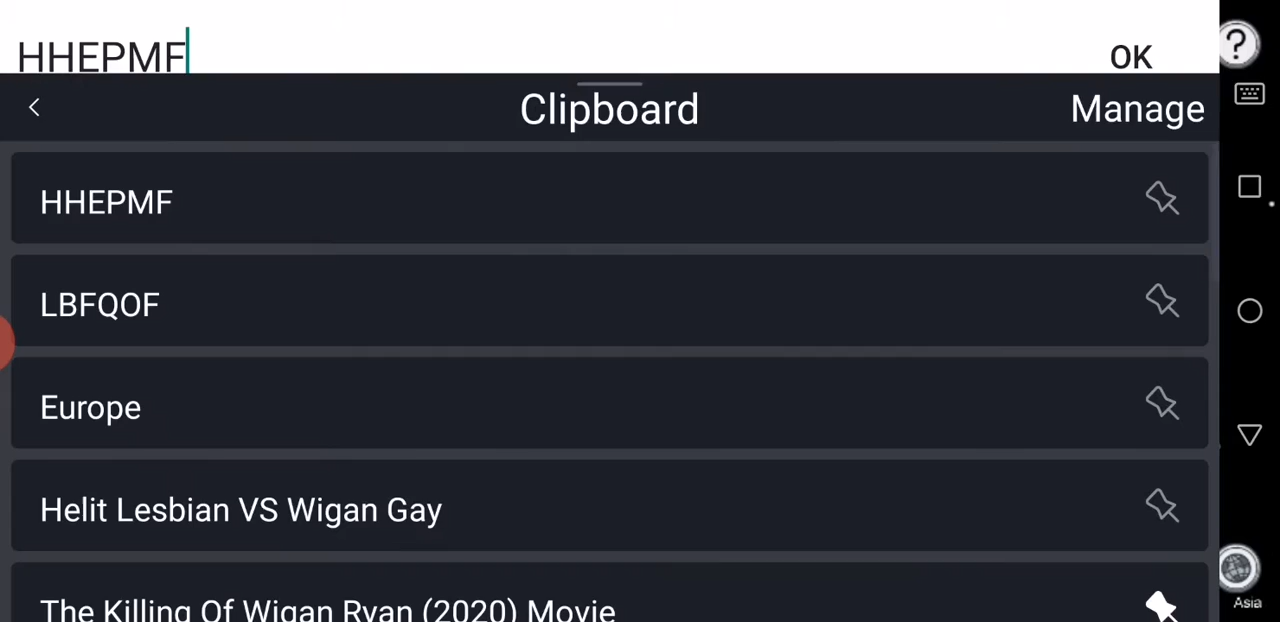 HHEPMF
OK
Clipboard
Manage
HHEPMF
LBFQOF
Europe
Helit Lesbian VS Wigan Gay
The Killing Of Wigan Ryan (2020) Movie
?
Asia